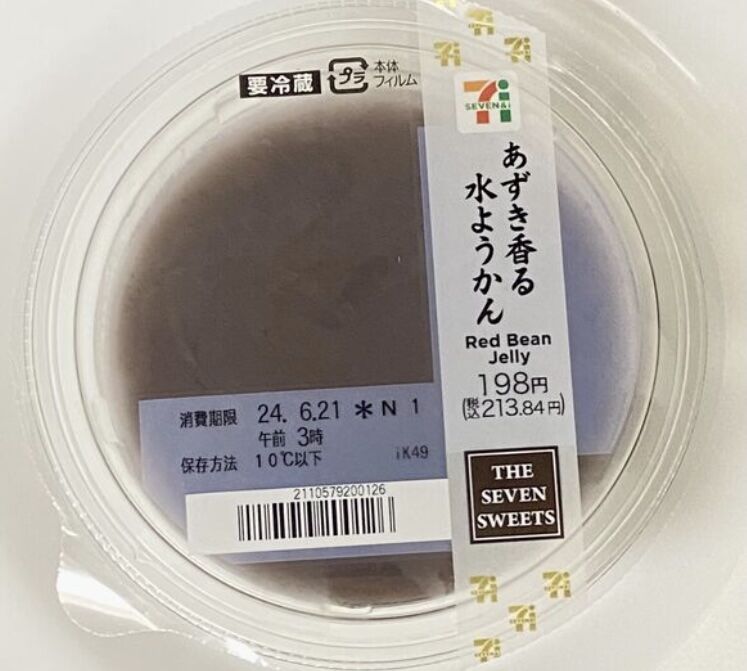 要冷蔵 プラ 本体
フィルム
SEVEN&i
あずき香る
水ようかん
Red Bean
Jelly
198円
(税込213.84円)
消費期限 24. 6.21 *N 1
午前 3時
保存方法 10℃以下 iK49
2110579200126
THE
SEVEN
SWEETS